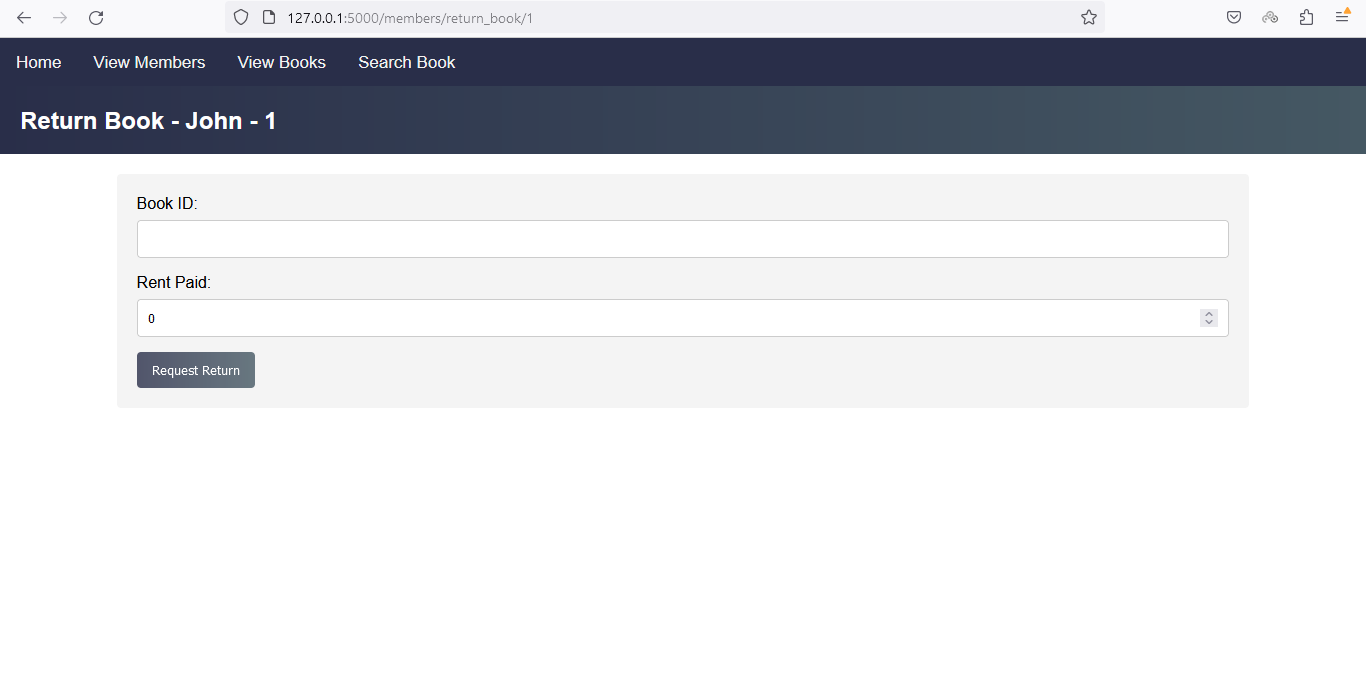 127.0.0.1:5000/members/return_book/1
Home View Members View Books Search Book
Return Book - John - 1
Book ID:
Rent Paid:
0
Request Return